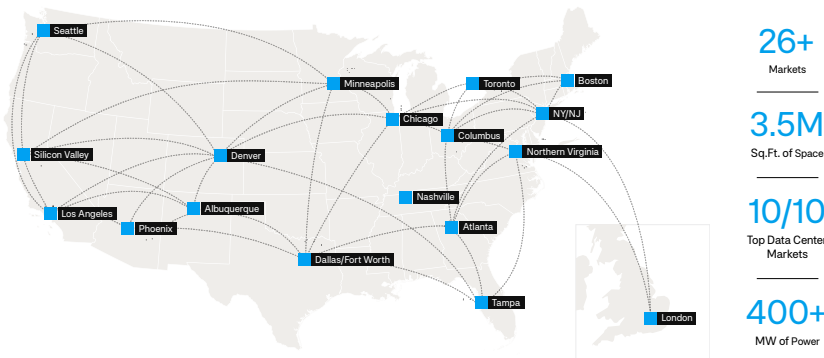 Seattle
Minneapolis
Toronto
Boston
Chicago
NY/NJ
Columbus
Silicon Valley
Denver
Northern Virginia
Nashville
Los Angeles
Albuquerque
Phoenix
Atlanta
Dallas/Fort Worth
Tampa
London
26+
Markets
3.5M
Sq.Ft. of Space
10/10
Top Data Center
Markets
400+
MW of Power